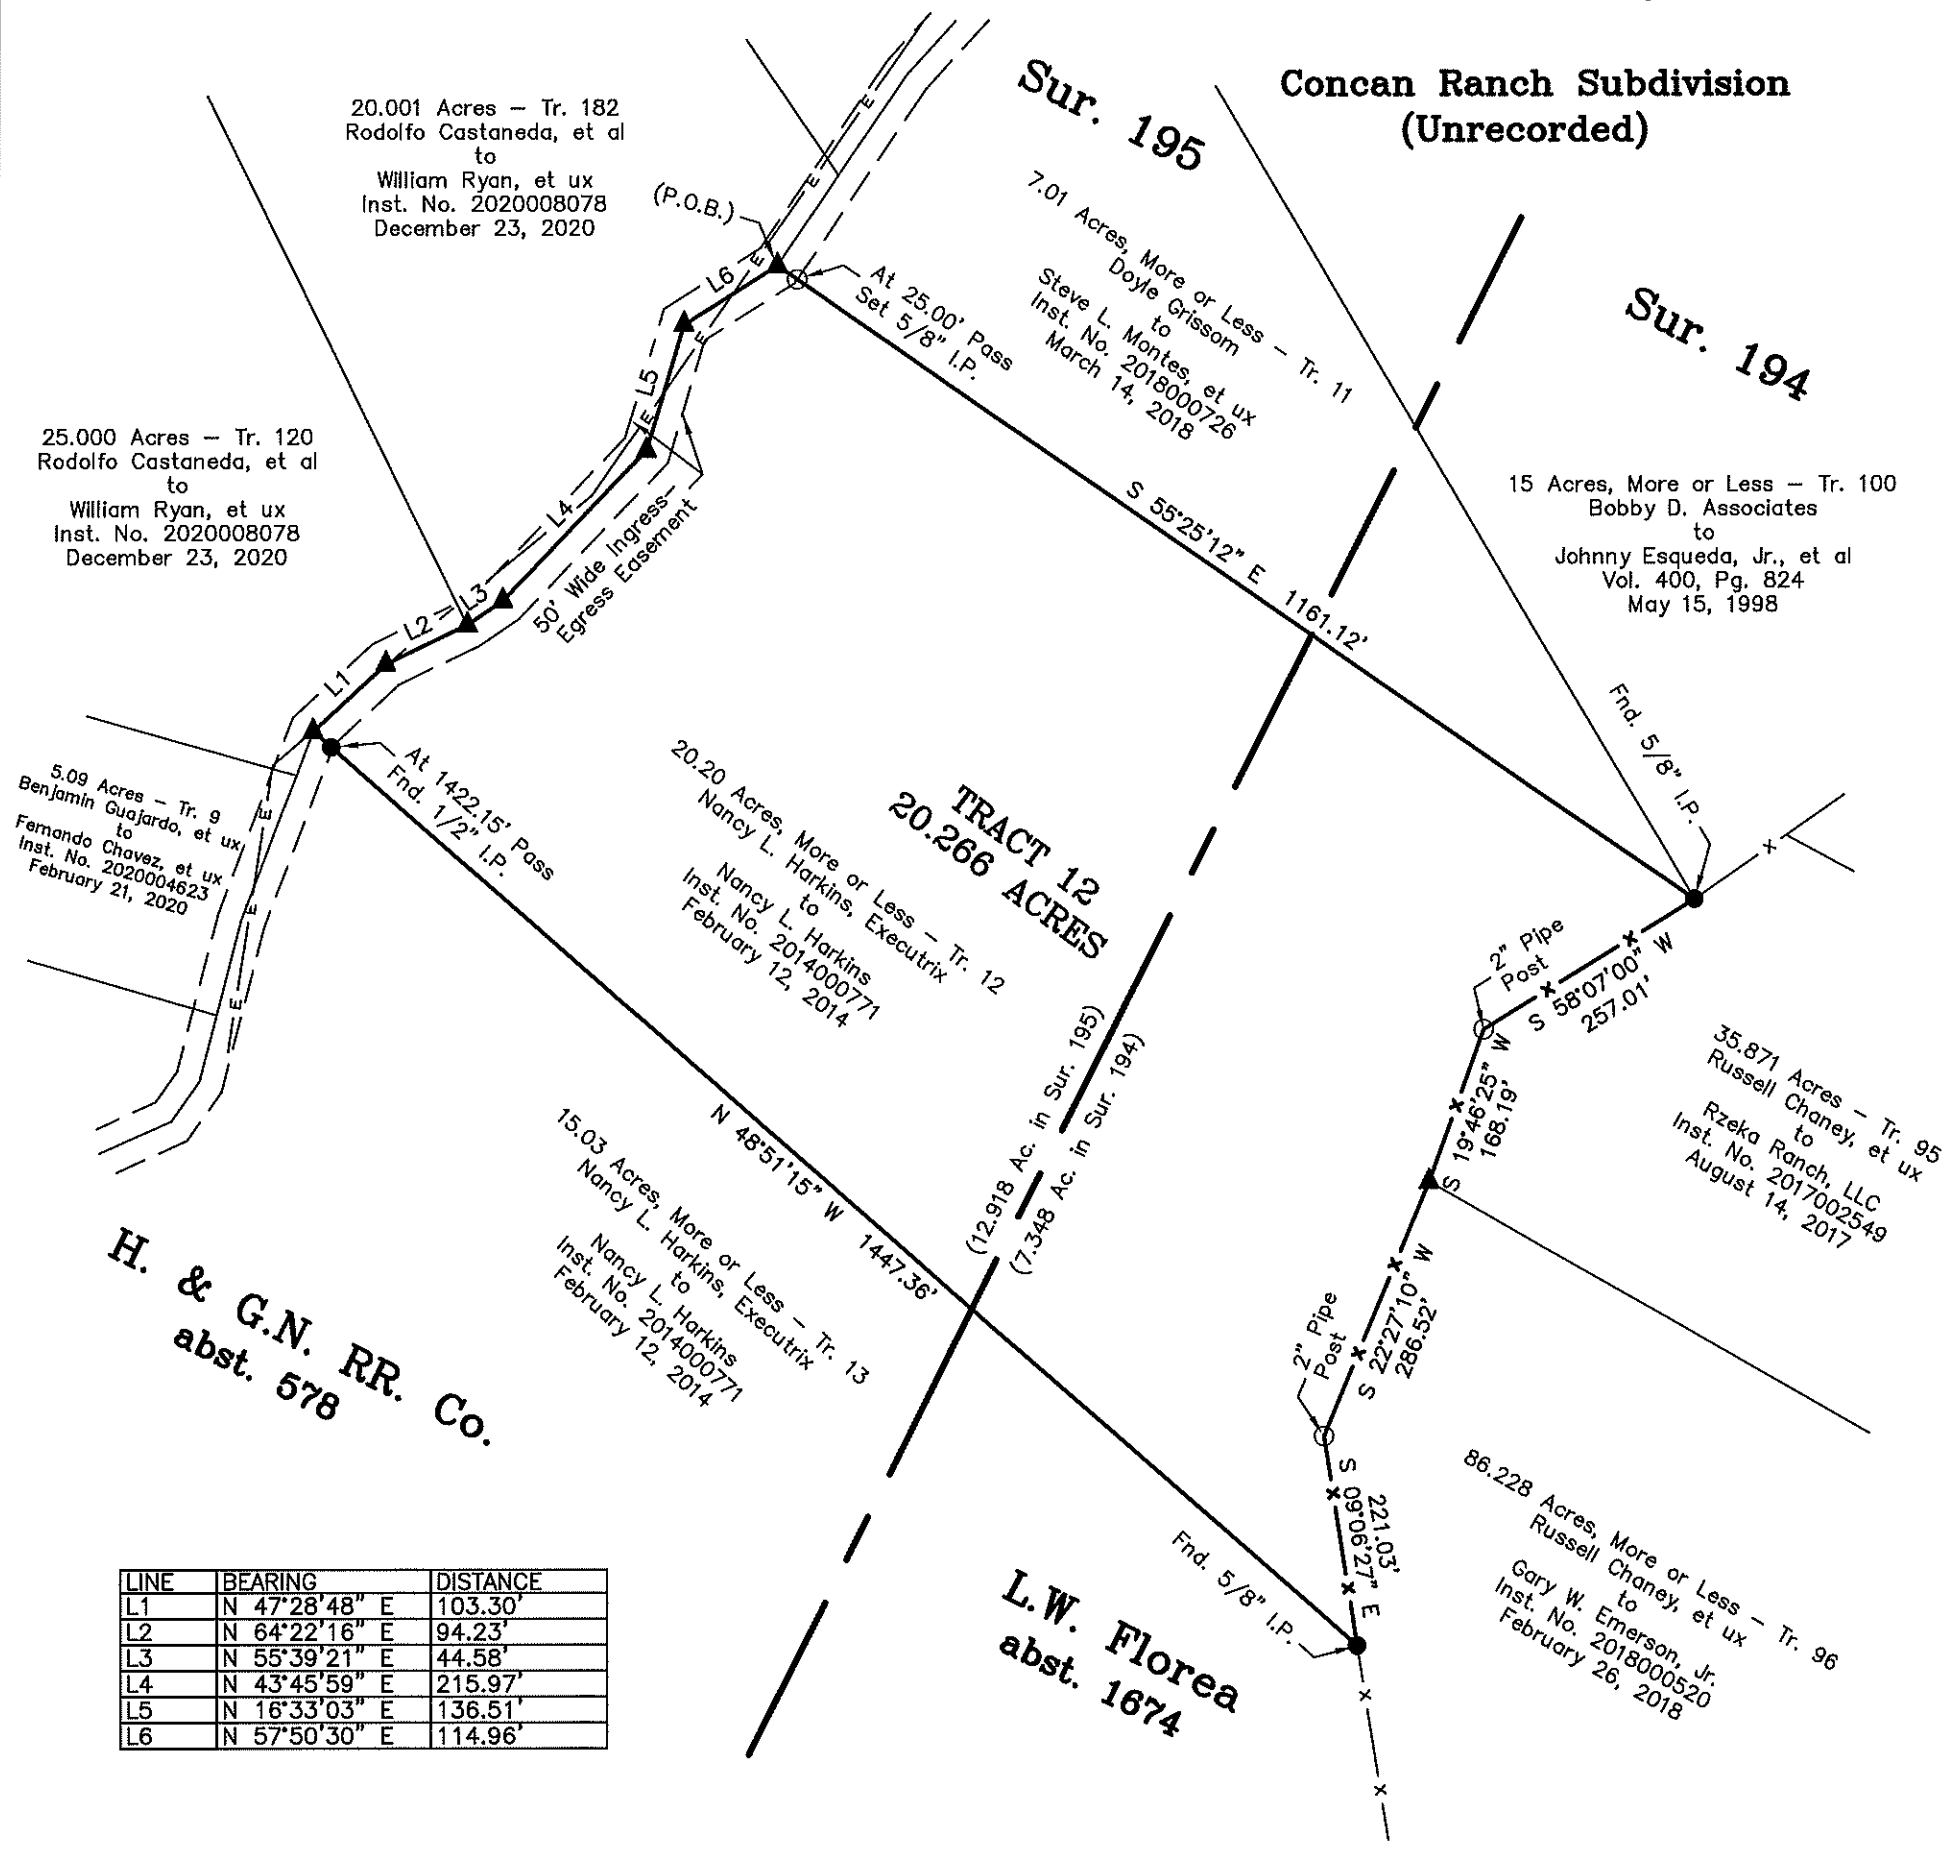 Concan Ranch Subdivision
(Unrecorded)
Sur. 195
Sur. 194
20.001 Acres – Tr. 182
Rodolfo Castaneda, et al
to
William Ryan, et ux
Inst. No. 2020008078
December 23, 2020
(P.O.B.)
At 25.00' Pass
Set 5/8" I.P.
7.01 Acres, More or Less – Tr. 11
Doyle Grissom
to
Steve L. Montes, et ux
Inst. No. 2018000726
March 14, 2018
25.000 Acres – Tr. 120
Rodolfo Castaneda, et al
to
William Ryan, et ux
Inst. No. 2020008078
December 23, 2020
15 Acres, More or Less – Tr. 100
Bobby D. Associates
to
Johnny Esqueda, Jr., et al
Vol. 400, Pg. 824
May 15, 1998
E
E
E
E
E
L6
L5
L4
L3
L2
L1
50' Wide Ingress-
Egress Easement
S 55°25'12" E 1161.12'
Fnd. 5/8" I.P.
x
5.09 Acres – Tr. 9
Benjamin Guajardo, et ux
to
Fernando Chavez, et ux
Inst. No. 2020004623
February 21, 2020
E
E
E
At 1422.15' Pass
Fnd. 1/2" I.P.
20.20 Acres, More or Less – Tr. 12
Nancy L. Harkins, Executrix
to
Nancy L. Harkins
Inst. No. 2014000771
February 12, 2014
TRACT 12
20.266 ACRES
2" Pipe
Post
x
x
S 58°07'00" W
257.01'
x
S 19°46'25" W
168.19'
35.871 Acres – Tr. 95
Russell Chaney, et ux
to
Rzeka Ranch, LLC
Inst. No. 2017002549
August 14, 2017
(12.918 Ac. in Sur. 195)
(7.348 Ac. in Sur. 194)
N 48°51'15" W 1447.36'
15.03 Acres, More or Less – Tr. 13
Nancy L. Harkins, Executrix
to
Nancy L. Harkins
Inst. No. 2014000771
February 12, 2014
H. & G.N. RR. Co.
abst. 578
2" Pipe
Post
x
x
S 22°27'10" W
286.52'
x
x
S 09°06'27" E
221.03'
Fnd. 5/8" I.P.
86.228 Acres, More or Less – Tr. 96
Russell Chaney, et ux
to
Gary W. Emerson, Jr.
Inst. No. 2018000520
February 26, 2018
L.W. Florea
abst. 1674
x
x
LINE BEARING DISTANCE
L1 N 47°28'48" E 103.30'
L2 N 64°22'16" E 94.23'
L3 N 55°39'21" E 44.58'
L4 N 43°45'59" E 215.97'
L5 N 16°33'03" E 136.51'
L6 N 57°50'30" E 114.96'